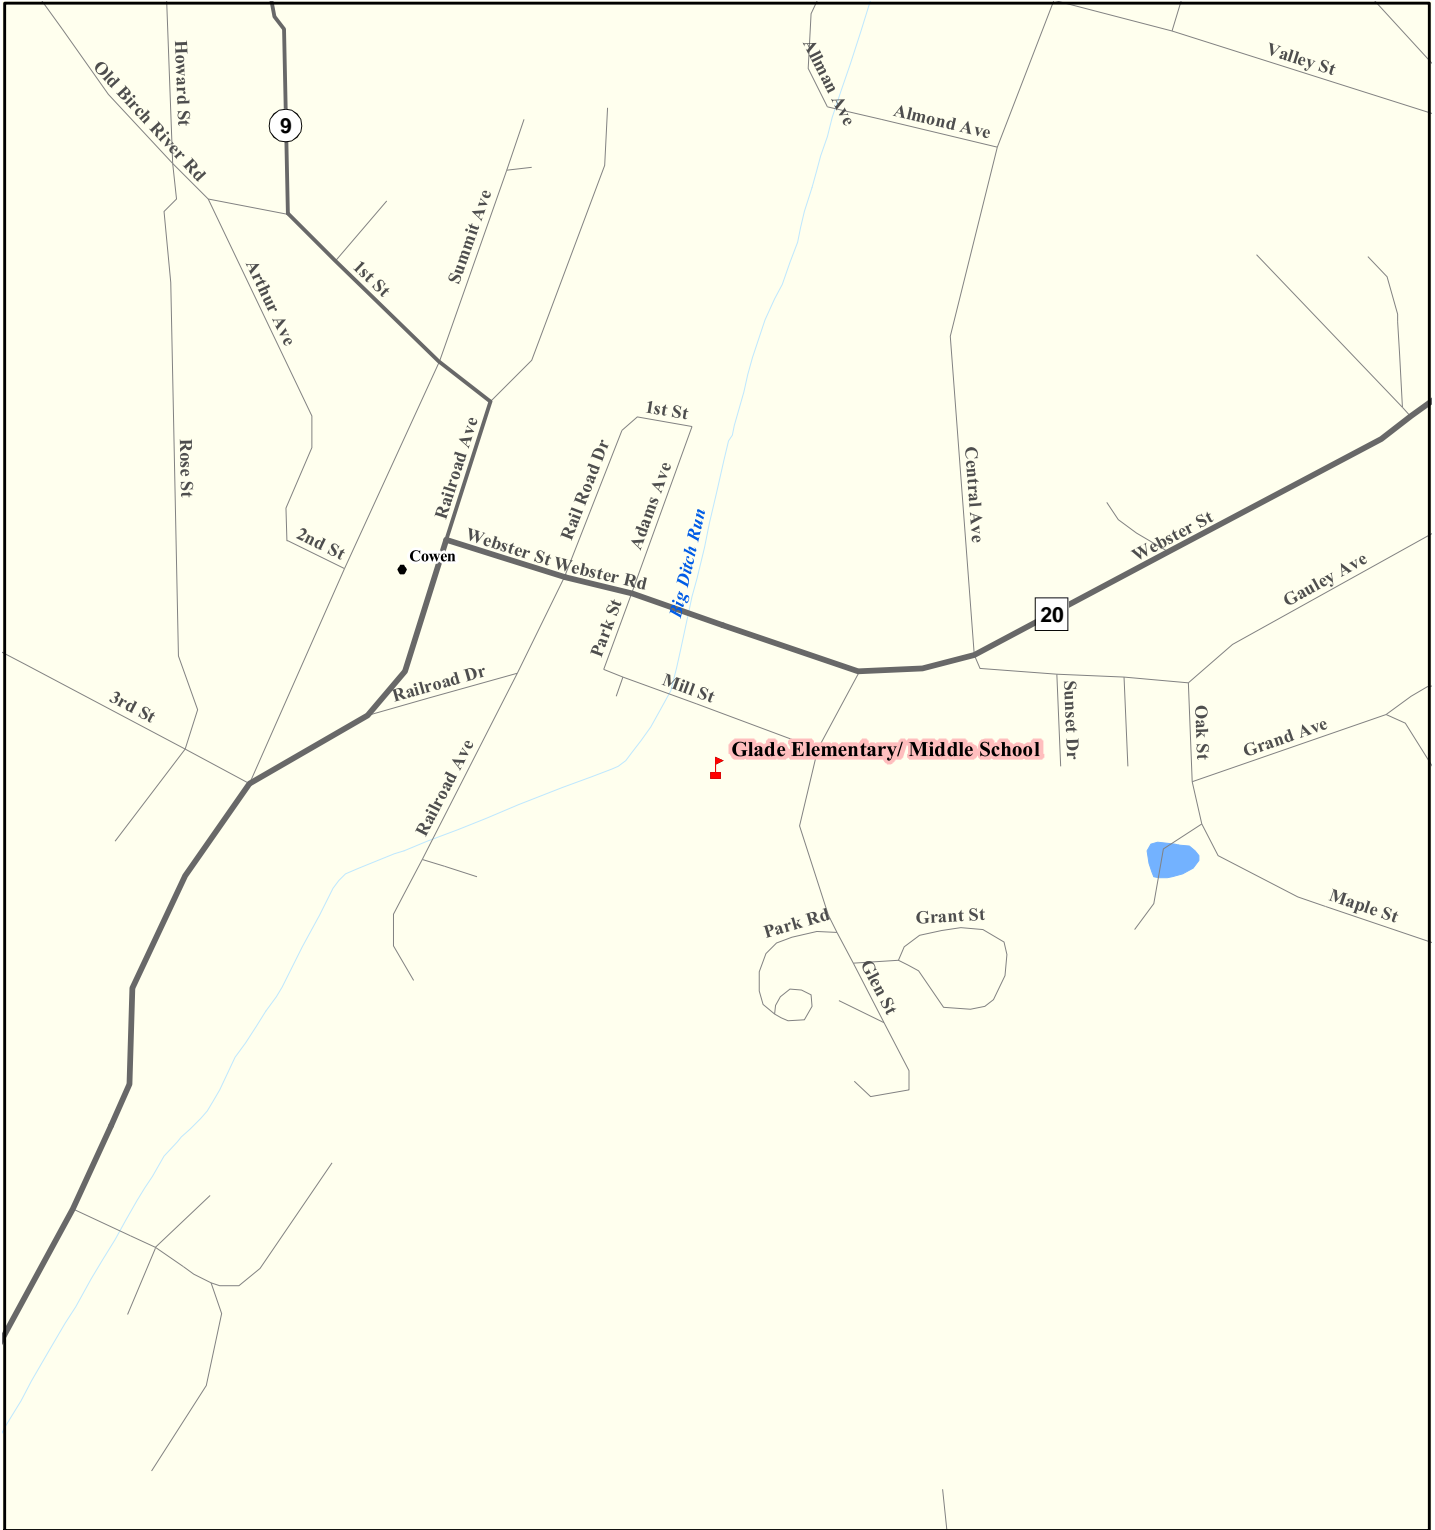 Valley St
Howard St
Old Birch River Rd
Allman Ave
Almond Ave
9
Summit Ave
1st St
Arthur Ave
1st St
Railroad Ave
Rail Road Dr
Rose St
Adams Ave
Central Ave
Big Ditch Run
Webster St
2nd St
Webster St
Webster Rd
Cowen
Gauley Ave
20
Park St
Railroad Dr
Mill St
3rd St
Sunset Dr
Oak St
Grand Ave
Glade Elementary/ Middle School
Railroad Ave
Maple St
Park Rd
Grant St
Glen St